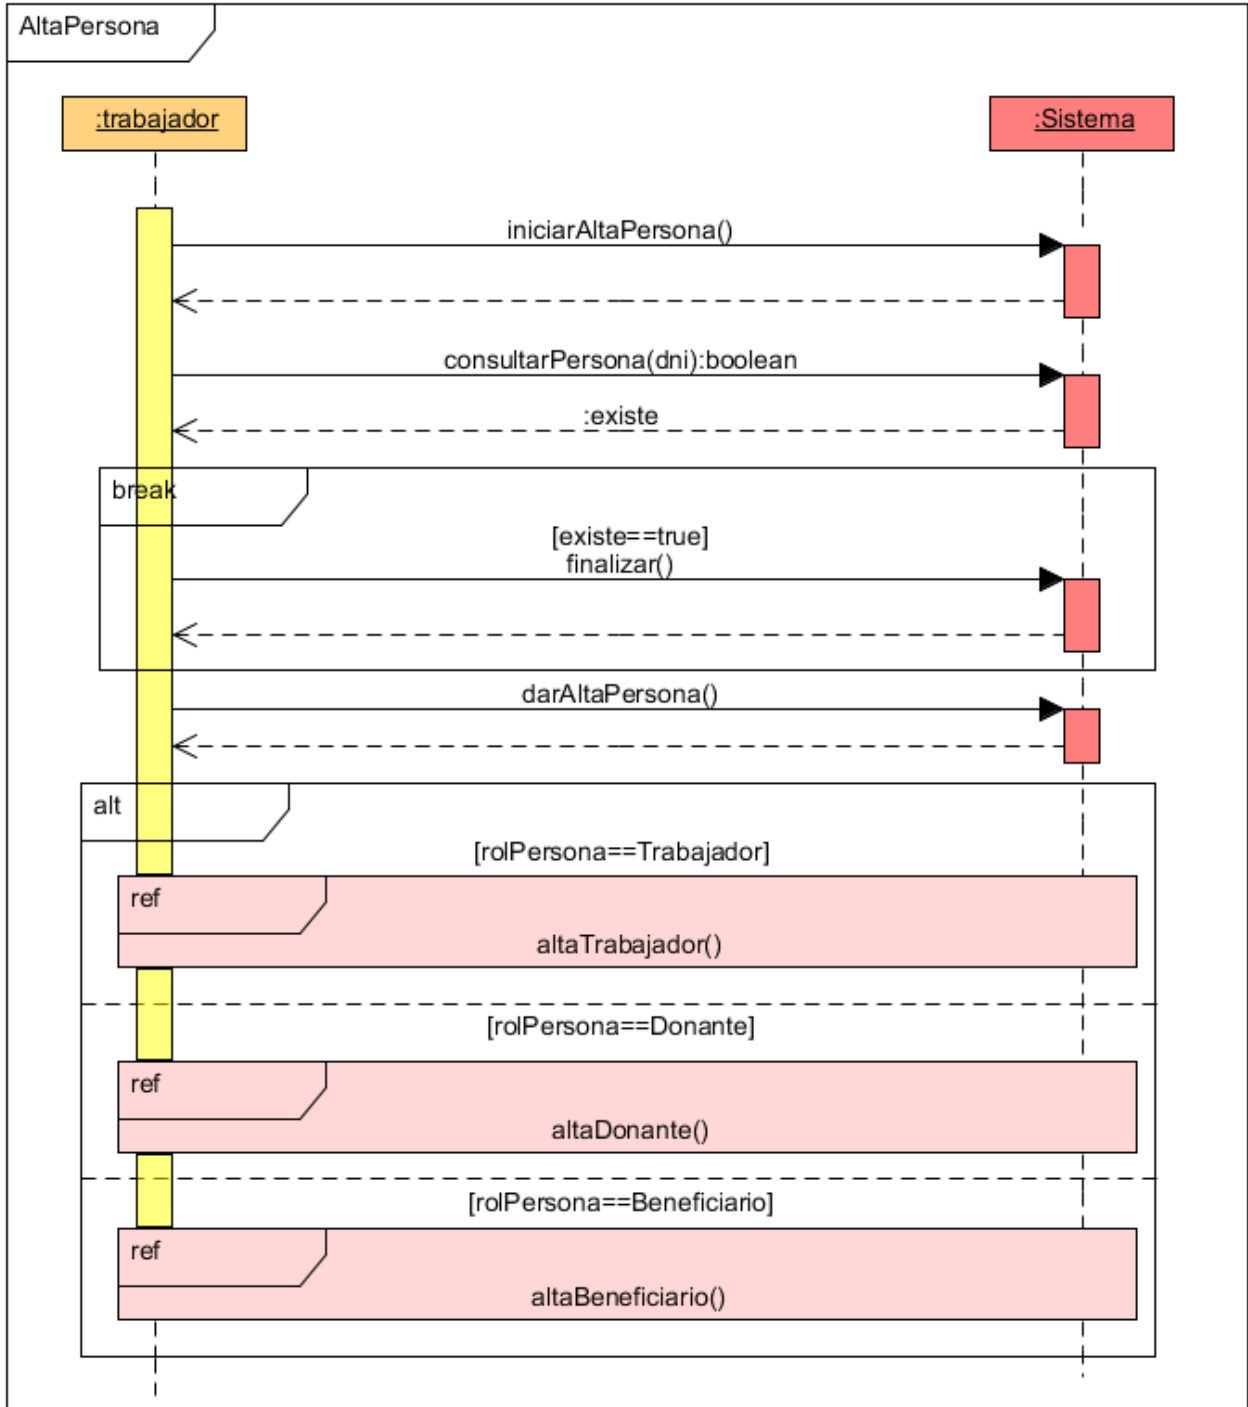 AltaPersona
:trabajador
:Sistema
iniciarAltaPersona()
consultarPersona(dni):boolean
:existe
break
[existe==true]
finalizar()
darAltaPersona()
alt
[rolPersona==Trabajador]
ref
altaTrabajador()
[rolPersona==Donante]
ref
altaDonante()
[rolPersona==Beneficiario]
ref
altaBeneficiario()